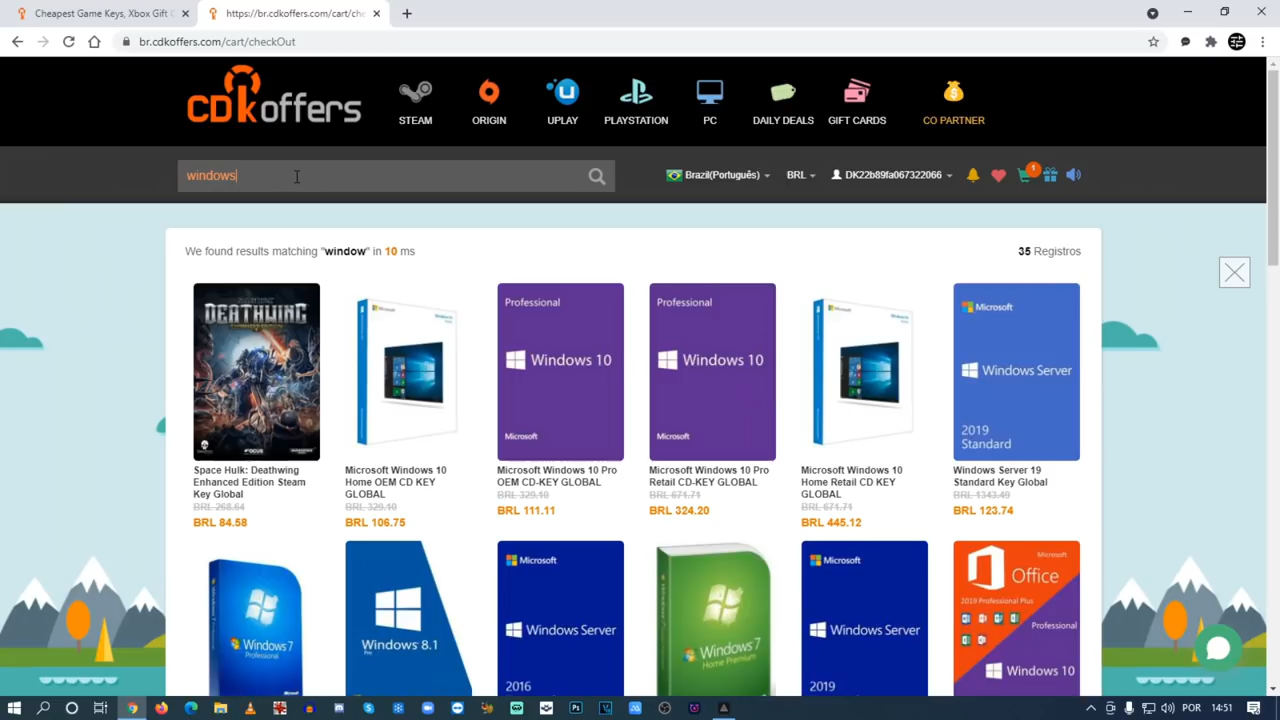 Cheapest Game Keys, Xbox Gift C
https://br.cdkoffers.com/cart/che
br.cdkoffers.com/cart/checkOut
CDKoffers
STEAM
ORIGIN
UPLAY
PLAYSTATION
PC
DAILY DEALS
GIFT CARDS
CO PARTNER
windows
Brazil(Português)
BRL
DK22b89fa067322066
1
We found results matching "window" in 10 ms
35 Registros
DEATHWING
FOCUS
Space Hulk: Deathwing
Enhanced Edition Steam
Key Global
BRL 268.64
BRL 84.58
Microsoft
Microsoft Windows 10
Home OEM CD KEY
GLOBAL
BRL 329.10
BRL 106.75
Professional
Windows 10
Microsoft
Microsoft Windows 10 Pro
OEM CD-KEY GLOBAL
BRL 329.10
BRL 111.11
Professional
Windows 10
Microsoft
Microsoft Windows 10 Pro
Retail CD-KEY GLOBAL
BRL 671.71
BRL 324.20
Microsoft
Microsoft Windows 10
Home Retail CD KEY
GLOBAL
BRL 671.71
BRL 445.12
Microsoft
Windows Server
2019
Standard
Windows Server 19
Standard Key Global
BRL 1343.49
BRL 123.74
Windows 7
Professional
Windows 8.1
Pro
Microsoft
Windows Server
2016
Windows 7
Home Premium
Microsoft
Windows Server
2019
Microsoft
Office
2019 Professional Plus
Professional
Windows 10
POR
14:51